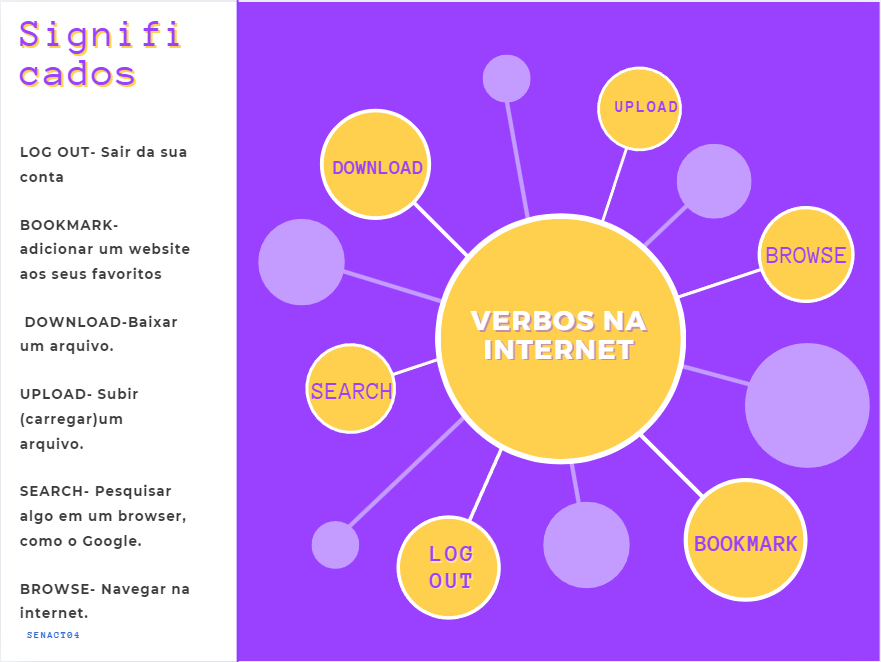 Signifi
cados
LOG OUT- Sair da sua
conta
BOOKMARK-
adicionar um website
aos seus favoritos
DOWNLOAD-Baixar
um arquivo.
UPLOAD- Subir
(carregar)um
arquivo.
SEARCH- Pesquisar
algo em um browser,
como o Google.
BROWSE- Navegar na
internet.
SENACT04
UPLOAD
DOWNLOAD
BROWSE
VERBOS NA
INTERNET
SEARCH
LOG
OUT
BOOKMARK